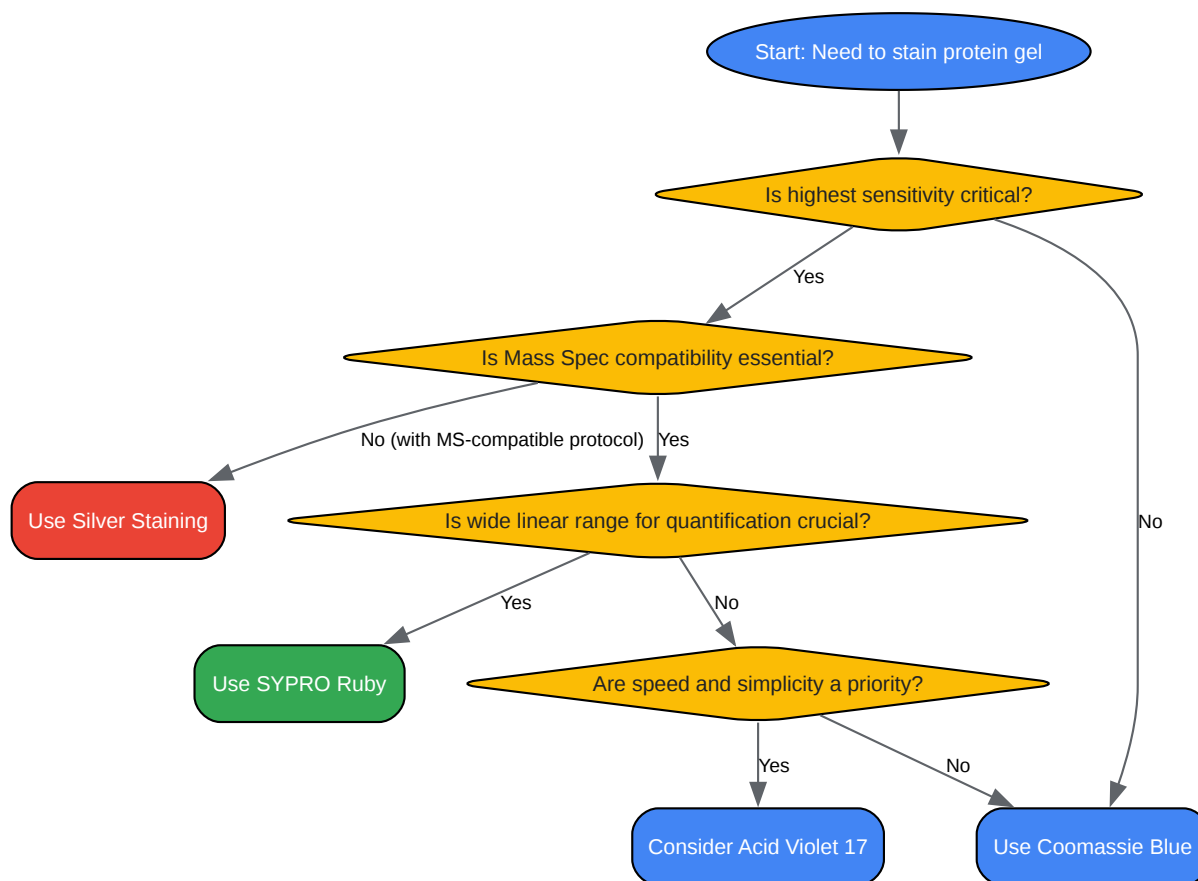 Start: Need to stain protein gel
Is highest sensitivity critical?
Yes
Is Mass Spec compatibility essential?
No (with MS-compatible protocol)
Yes
Use Silver Staining
Is wide linear range for quantification crucial?
No
Yes
No
Use SYPRO Ruby
Are speed and simplicity a priority?
Yes
No
Consider Acid Violet 17
Use Coomassie Blue